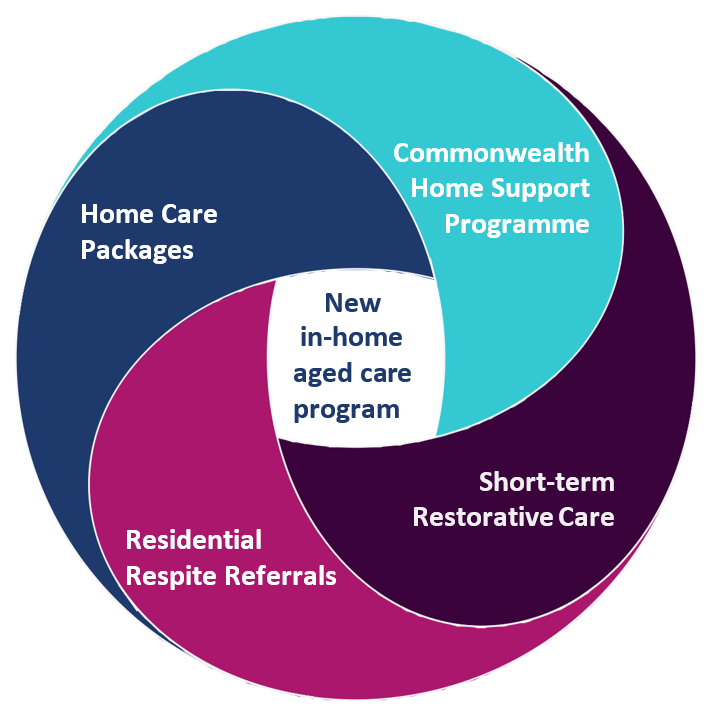 Commonwealth
Home Support
Programme
Home Care
Packages
New
in-home
aged care
program
Short-term
Restorative Care
Residential
Respite Referrals